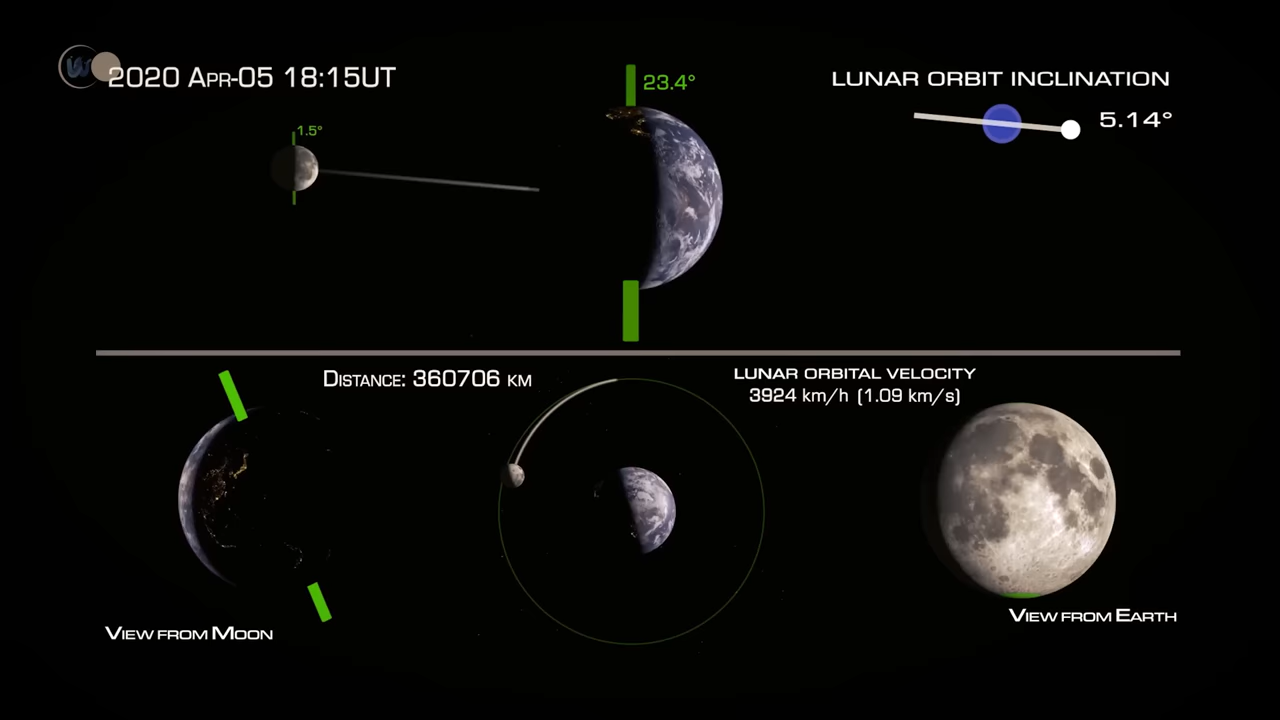 W
2020 Apr-05 18:15UT
23.4°
LUNAR ORBIT INCLINATION
5.14°
1.5°
Distance: 360706 km
LUNAR ORBITAL VELOCITY
3924 km/h (1.09 km/s)
View from Moon
View from Earth